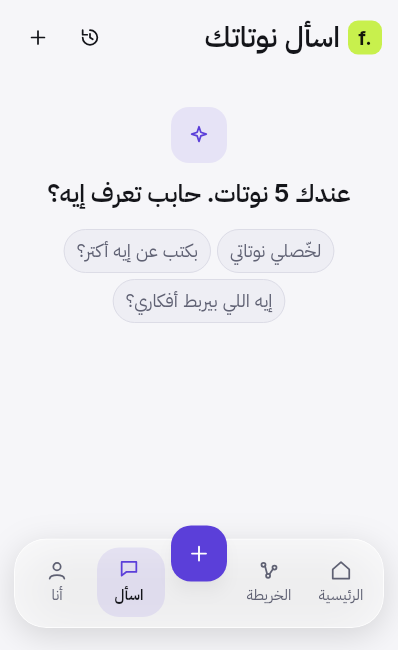 f.
اسأل نوتاتك
عندك 5 نوتات. حابب تعرف إيه؟
لخّصلي نوتاتي
بكتب عن إيه أكتر؟
إيه اللي بيربط أفكاري؟
الرئيسية
الخريطة
اسأل
أنا